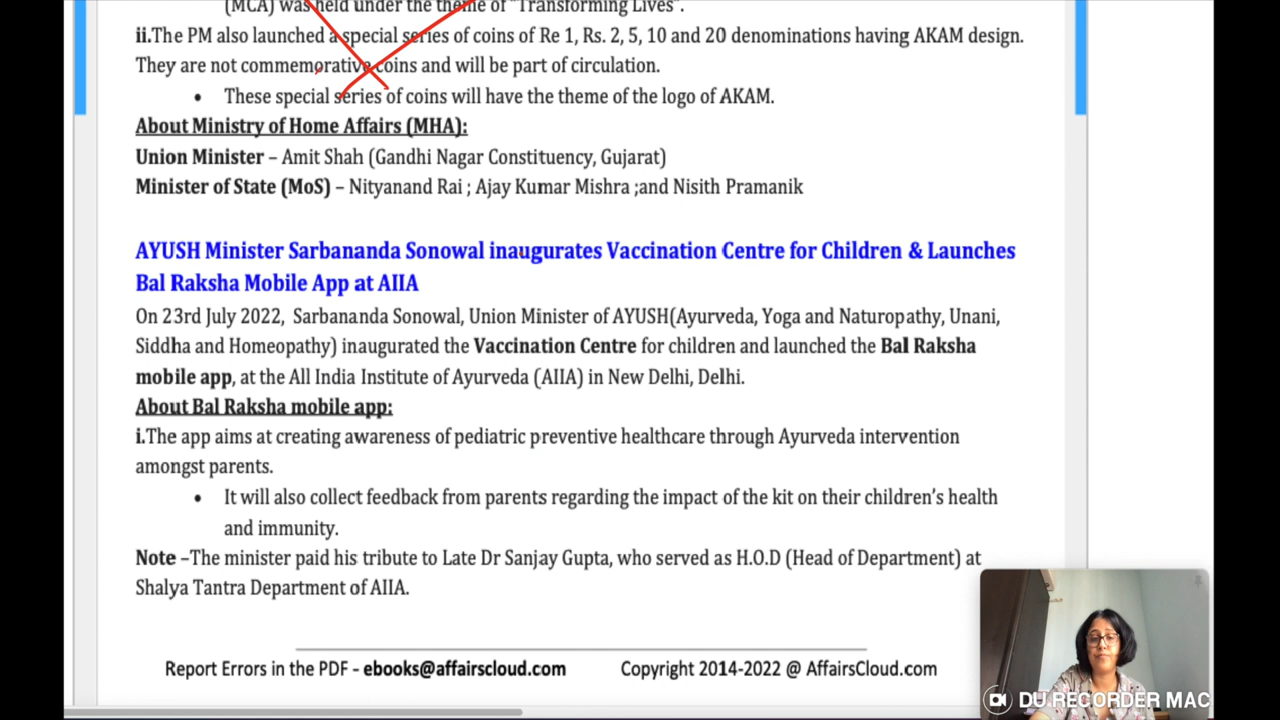 (MCA) was held under the theme of "Transforming Lives".
ii.The PM also launched a special series of coins of Re 1, Rs. 2, 5, 10 and 20 denominations having AKAM design.
They are not commemorative coins and will be part of circulation.
• These special series of coins will have the theme of the logo of AKAM.
About Ministry of Home Affairs (MHA):
Union Minister – Amit Shah (Gandhi Nagar Constituency, Gujarat)
Minister of State (MoS) – Nityanand Rai ; Ajay Kumar Mishra ;and Nisith Pramanik
AYUSH Minister Sarbananda Sonowal inaugurates Vaccination Centre for Children & Launches
Bal Raksha Mobile App at AIIA
On 23rd July 2022, Sarbananda Sonowal, Union Minister of AYUSH(Ayurveda, Yoga and Naturopathy, Unani,
Siddha and Homeopathy) inaugurated the Vaccination Centre for children and launched the Bal Raksha
mobile app, at the All India Institute of Ayurveda (AIIA) in New Delhi, Delhi.
About Bal Raksha mobile app:
i.The app aims at creating awareness of pediatric preventive healthcare through Ayurveda intervention
amongst parents.
• It will also collect feedback from parents regarding the impact of the kit on their children's health
and immunity.
Note –The minister paid his tribute to Late Dr Sanjay Gupta, who served as H.O.D (Head of Department) at
Shalya Tantra Department of AIIA.
Report Errors in the PDF - ebooks@affairscloud.com Copyright 2014-2022 @ AffairsCloud.com
DU RECORDER MAC